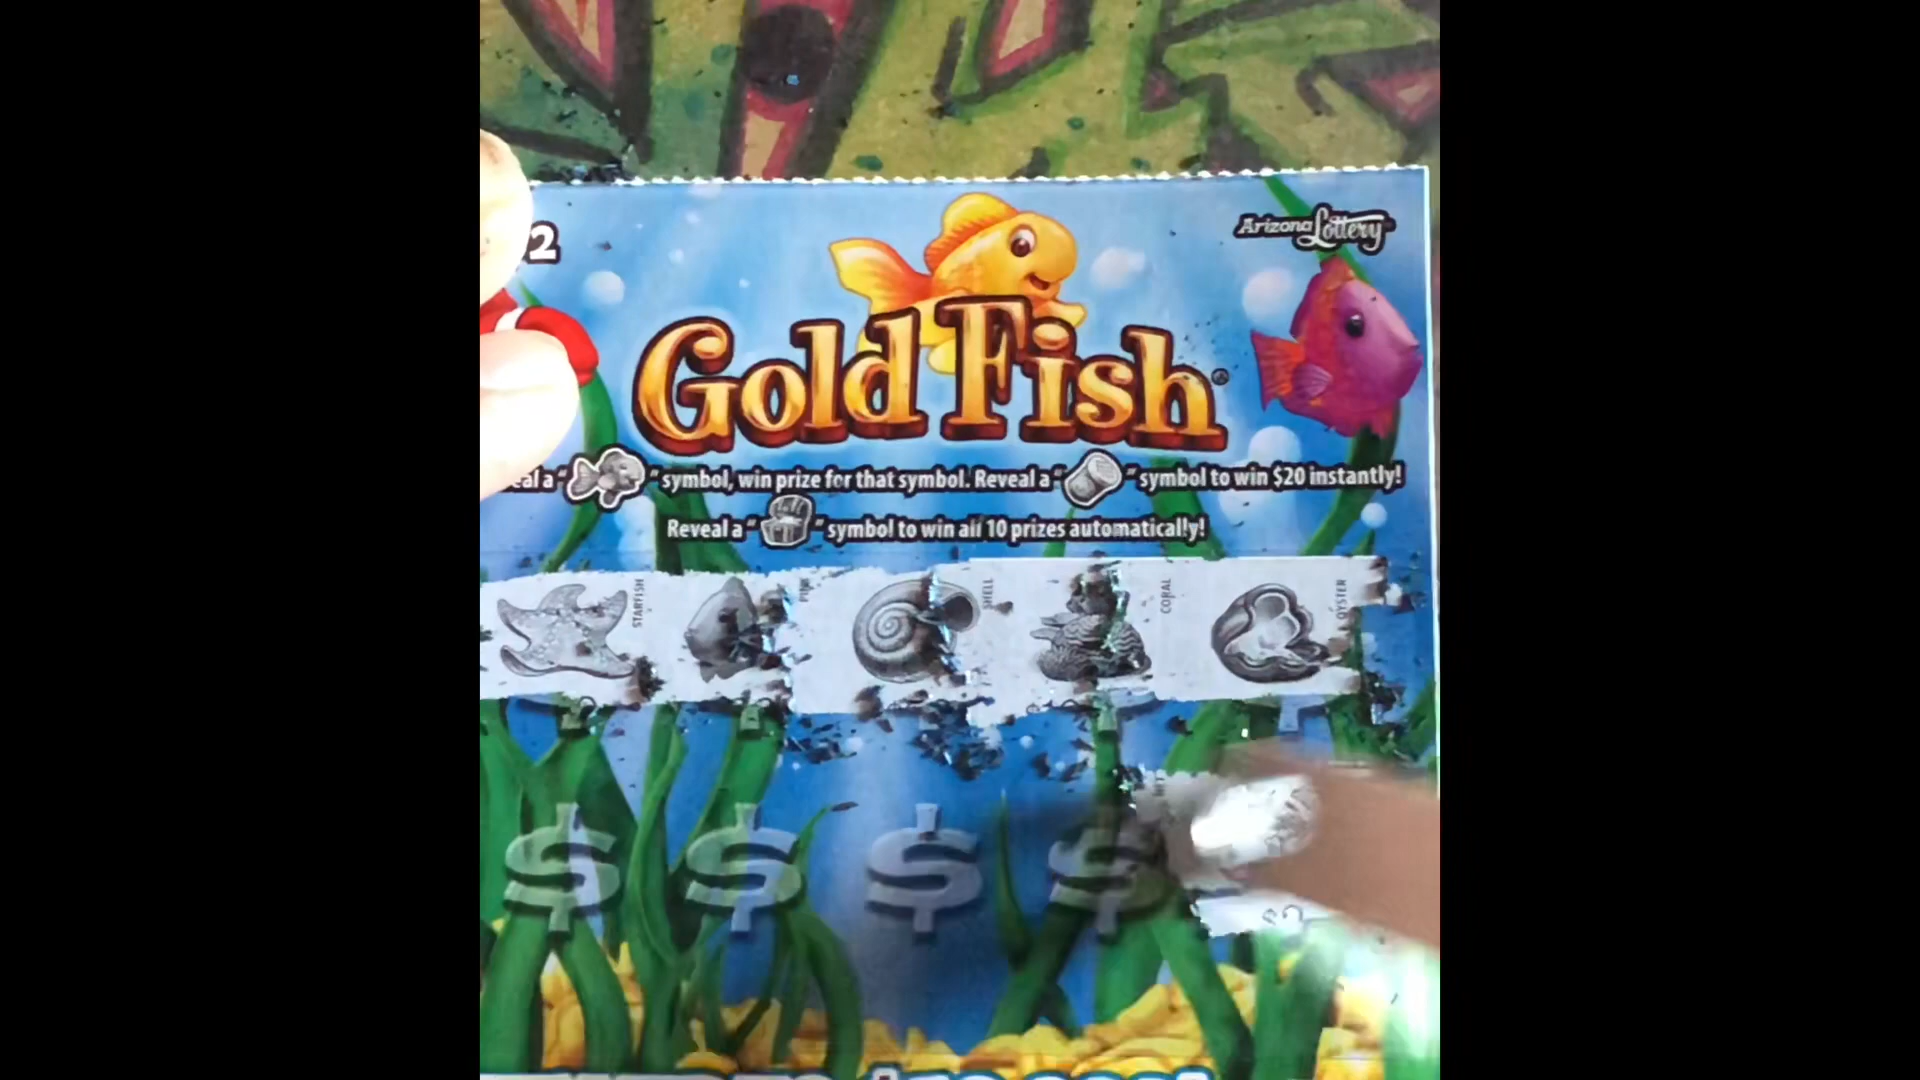 2
Arizona Lottery
Gold Fish®
"symbol, win prize for that symbol. Reveal a "" symbol to win $20 instantly!
Reveal a "" symbol to win all 10 prizes automatically!
STARFISH
SHELL
CORAL
OYSTER
$ $ $ $